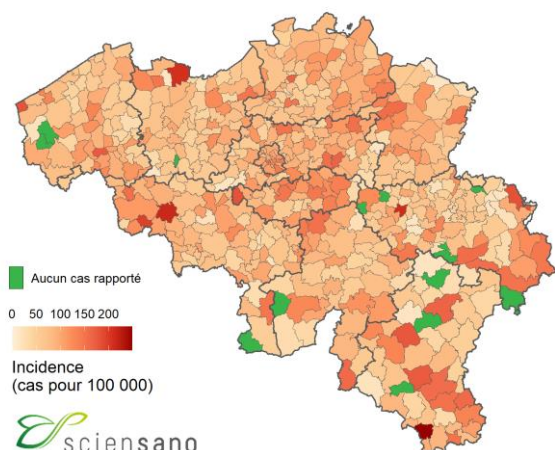 Aucun cas rapporté
0 50 100 150 200
Incidence
(cas pour 100 000)
sciensano